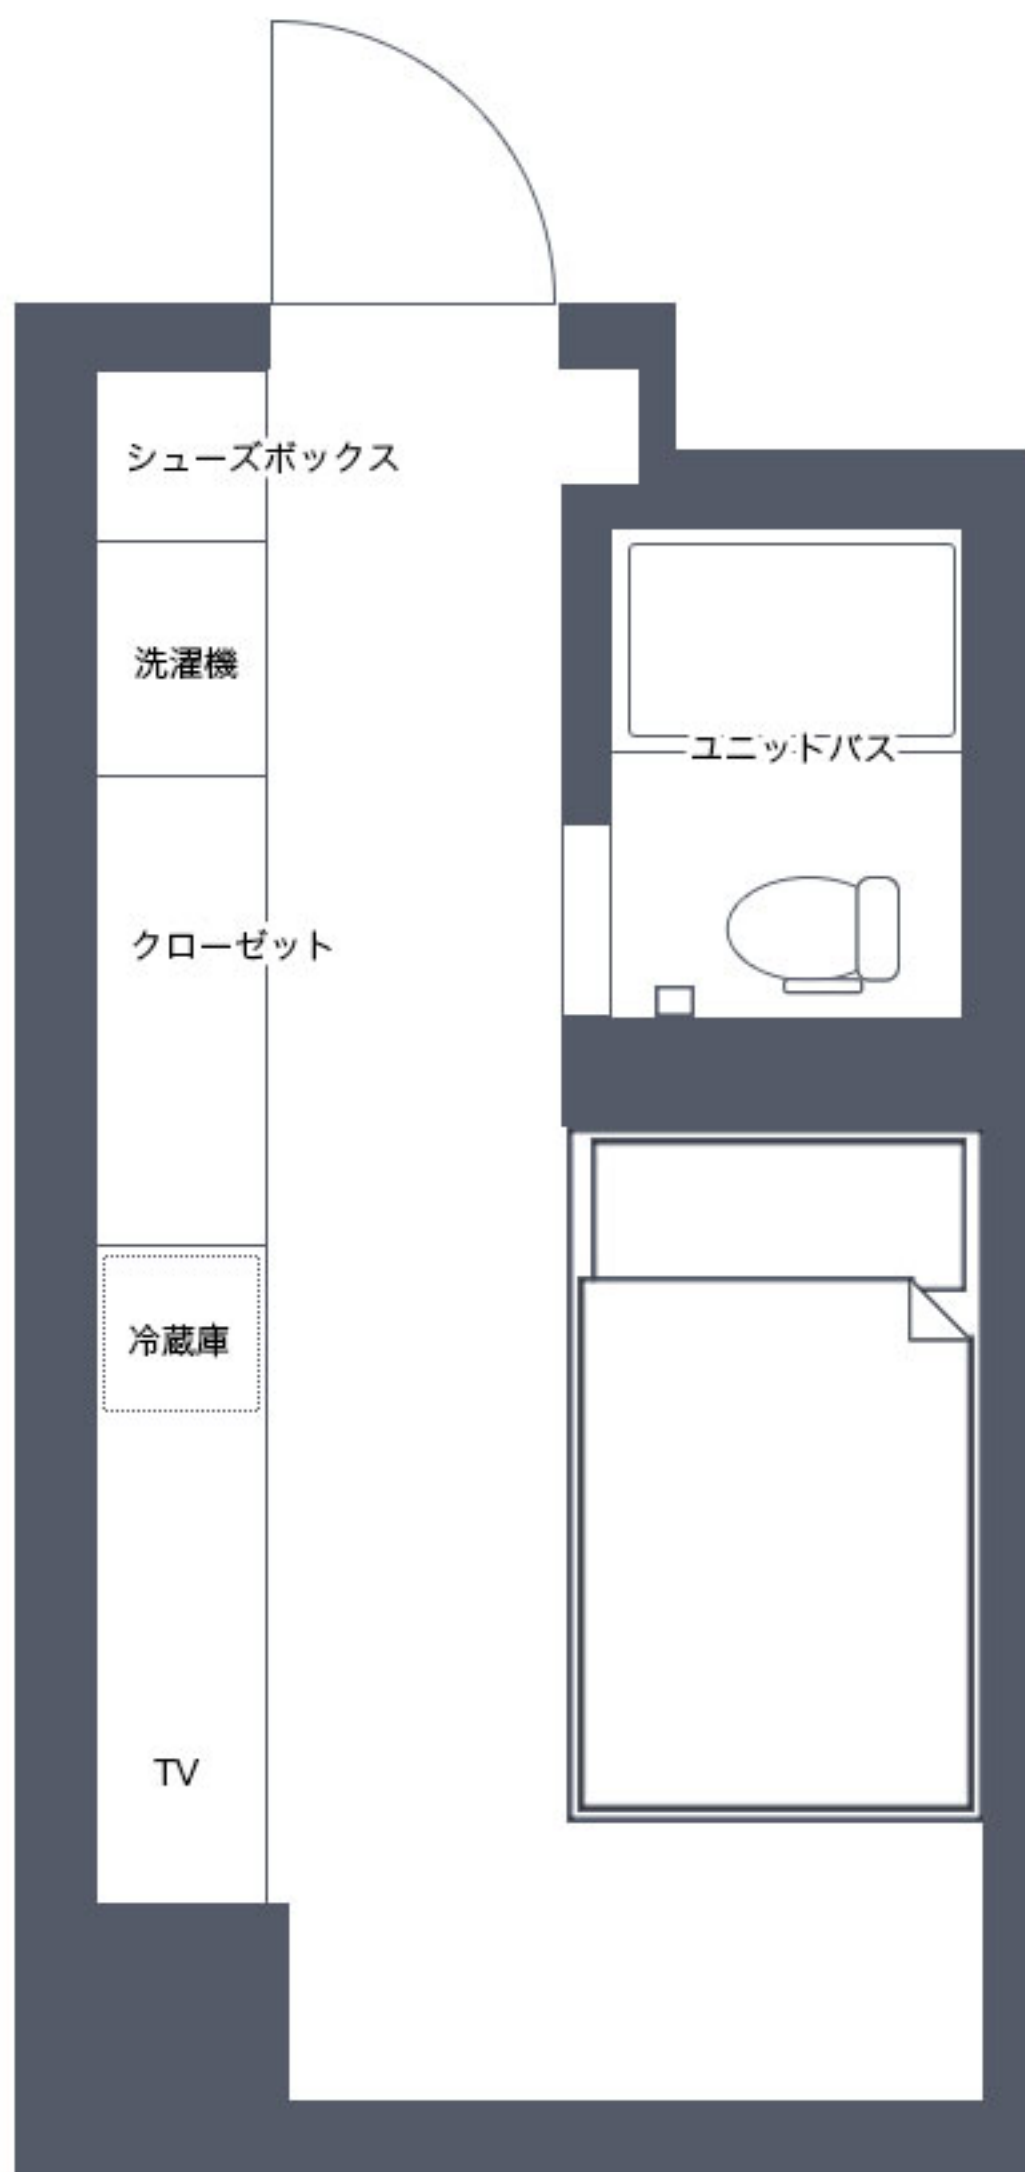 シューズボックス
洗濯機
ユニットバス
クローゼット
冷蔵庫
TV